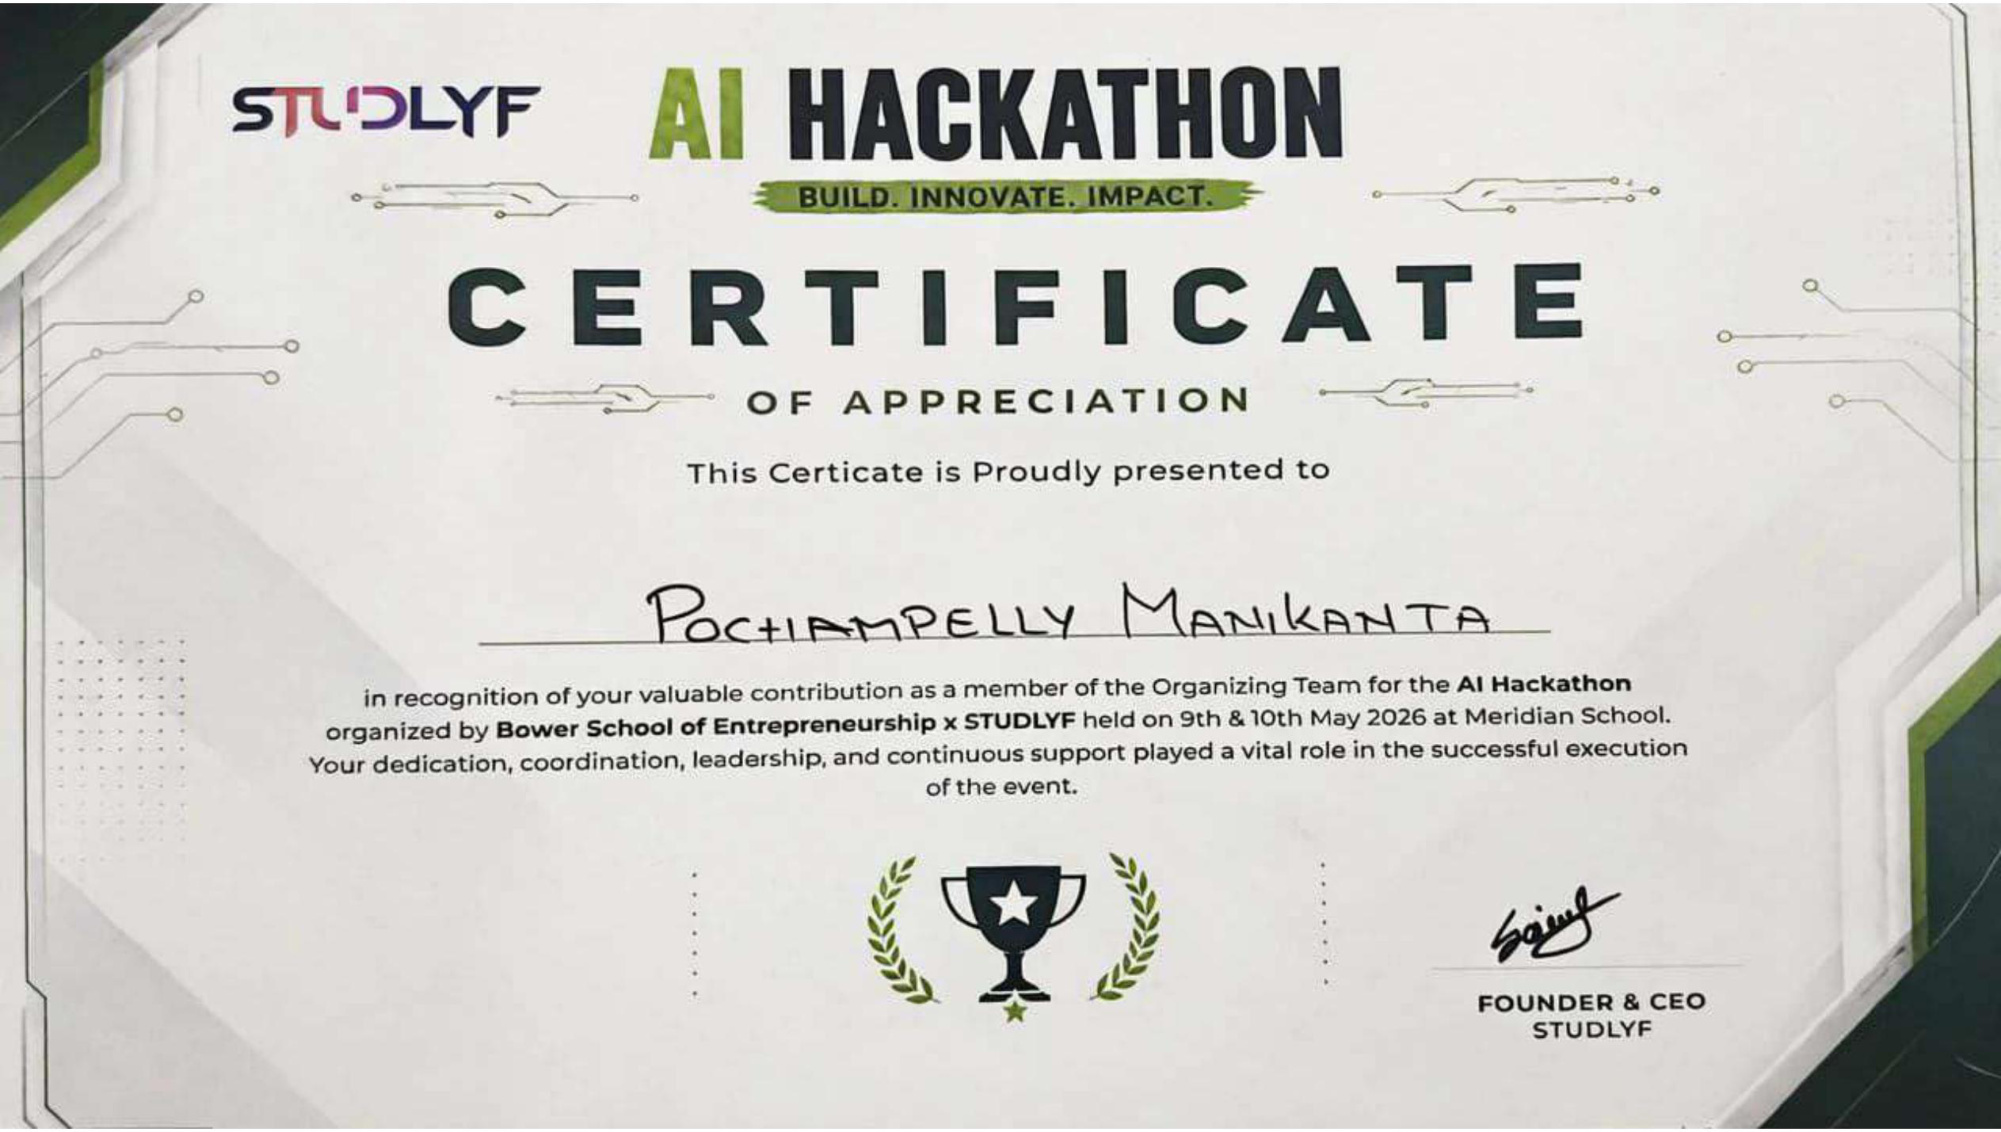 STUDLYF
AI HACKATHON
BUILD. INNOVATE. IMPACT.
CERTIFICATE
OF APPRECIATION
This Certicate is Proudly presented to
POCHAMPELLY MANIKANTA
in recognition of your valuable contribution as a member of the Organizing Team for the AI Hackathon
organized by Bower School of Entrepreneurship x STUDLYF held on 9th & 10th May 2026 at Meridian School.
Your dedication, coordination, leadership, and continuous support played a vital role in the successful execution
of the event.
FOUNDER & CEO
STUDLYF